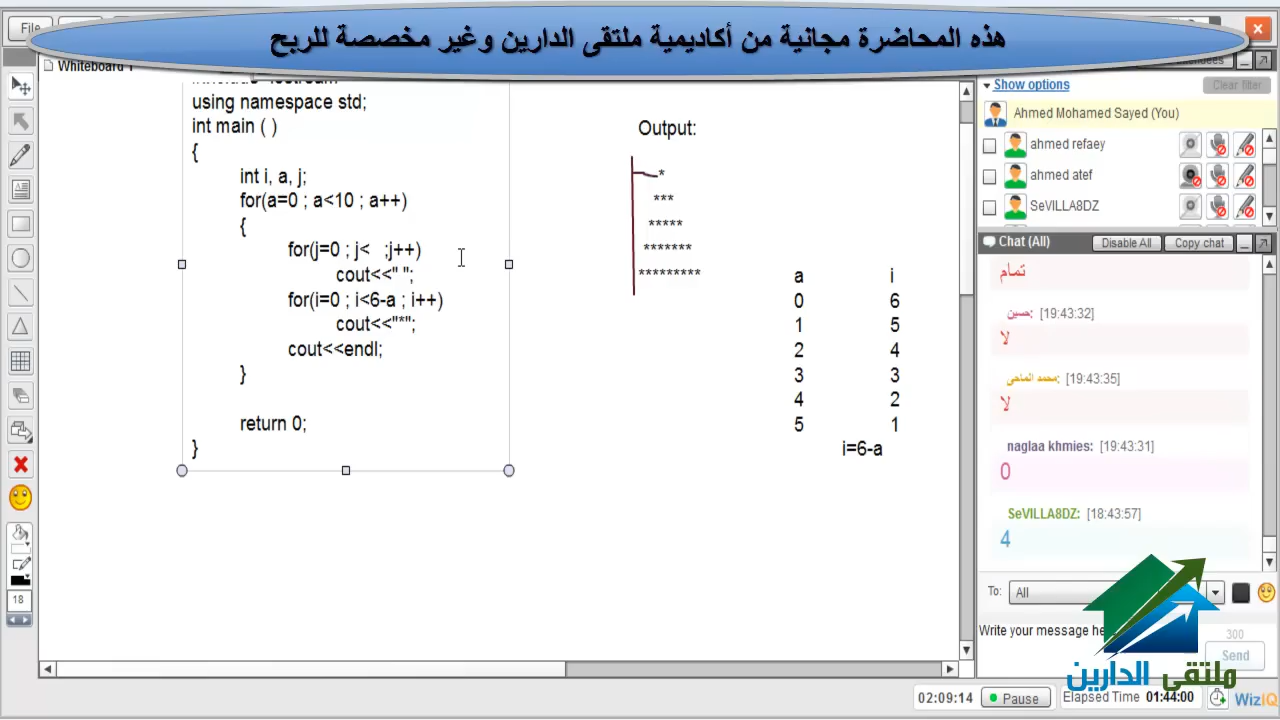 هذه المحاضرة مجانية من أكاديمية ملتقى الدارين وغير مخصصة للربح
File
Whiteboard 1
using namespace std;
int main ( )
{
int i, a, j;
for(a=0 ; a<10 ; a++)
{
for(j=0 ; j< ;j++)
cout<<" ";
for(i=0 ; i<6-a ; i++)
cout<<"*";
cout<<endl;
}
return 0;
}
Output:
*
***
*****
*******
*********
a i
0 6
1 5
2 4
3 3
4 2
5 1
i=6-a
18
Show options
Clear filter
Ahmed Mohamed Sayed (You)
ahmed refaey
ahmed atef
SeVILLA8DZ
Chat (All)
Disable All
Copy chat
تمام
حسين: [19:43:32]
لا
محمد الماحى: [19:43:35]
لا
naglaa khmies: [19:43:31]
0
SeVILLA8DZ: [18:43:57]
4
To: All
Write your message he
300
Send
ملتقى الدارين
02:09:14
Pause
Elapsed Time 01:44:00
WizIQ